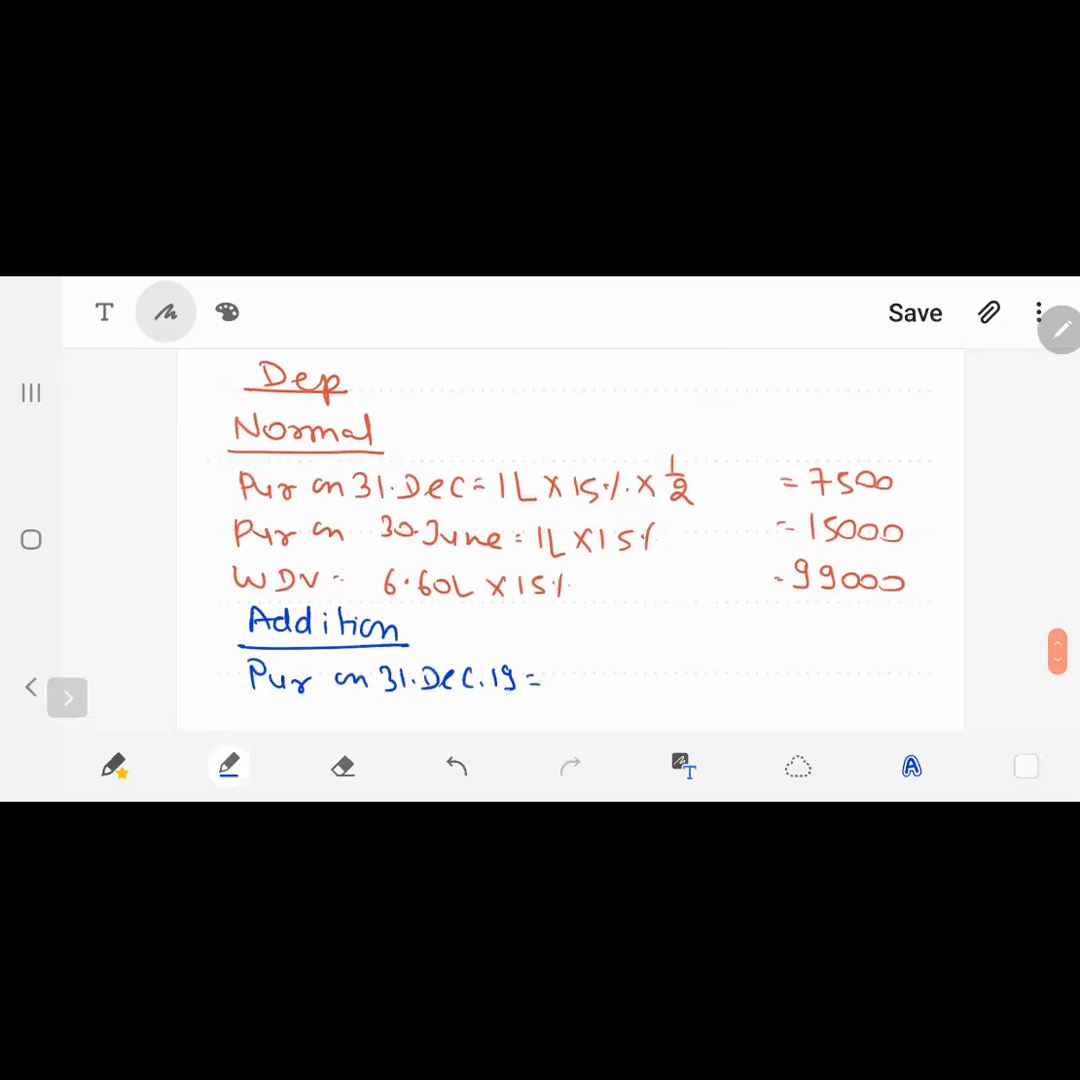 T Save
Dep
Normal
Pur on 31.Dec = 1L X 15% X 1/2 = 7500
Pur on 30.June = 1L X 15% = 15000
WDV = 6.60L X 15% = 99000
Addition
Pur on 31.Dec.19 =
T A